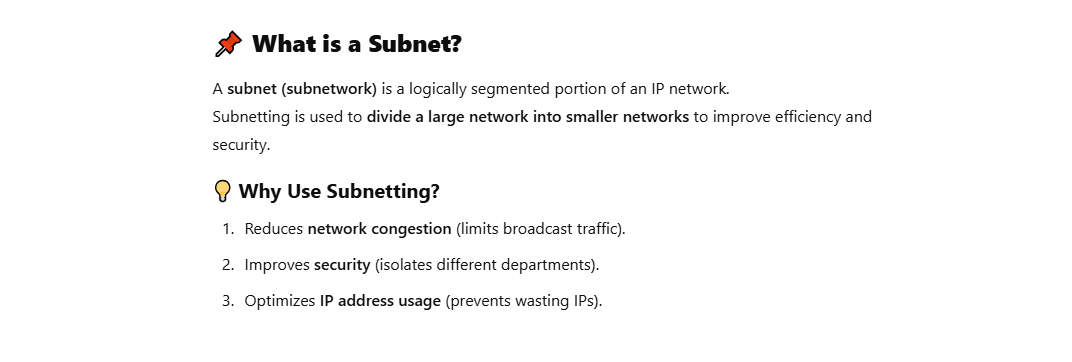 What is a Subnet?
A subnet (subnetwork) is a logically segmented portion of an IP network.
Subnetting is used to divide a large network into smaller networks to improve efficiency and
security.
Why Use Subnetting?
1. Reduces network congestion (limits broadcast traffic).
2. Improves security (isolates different departments).
3. Optimizes IP address usage (prevents wasting IPs).